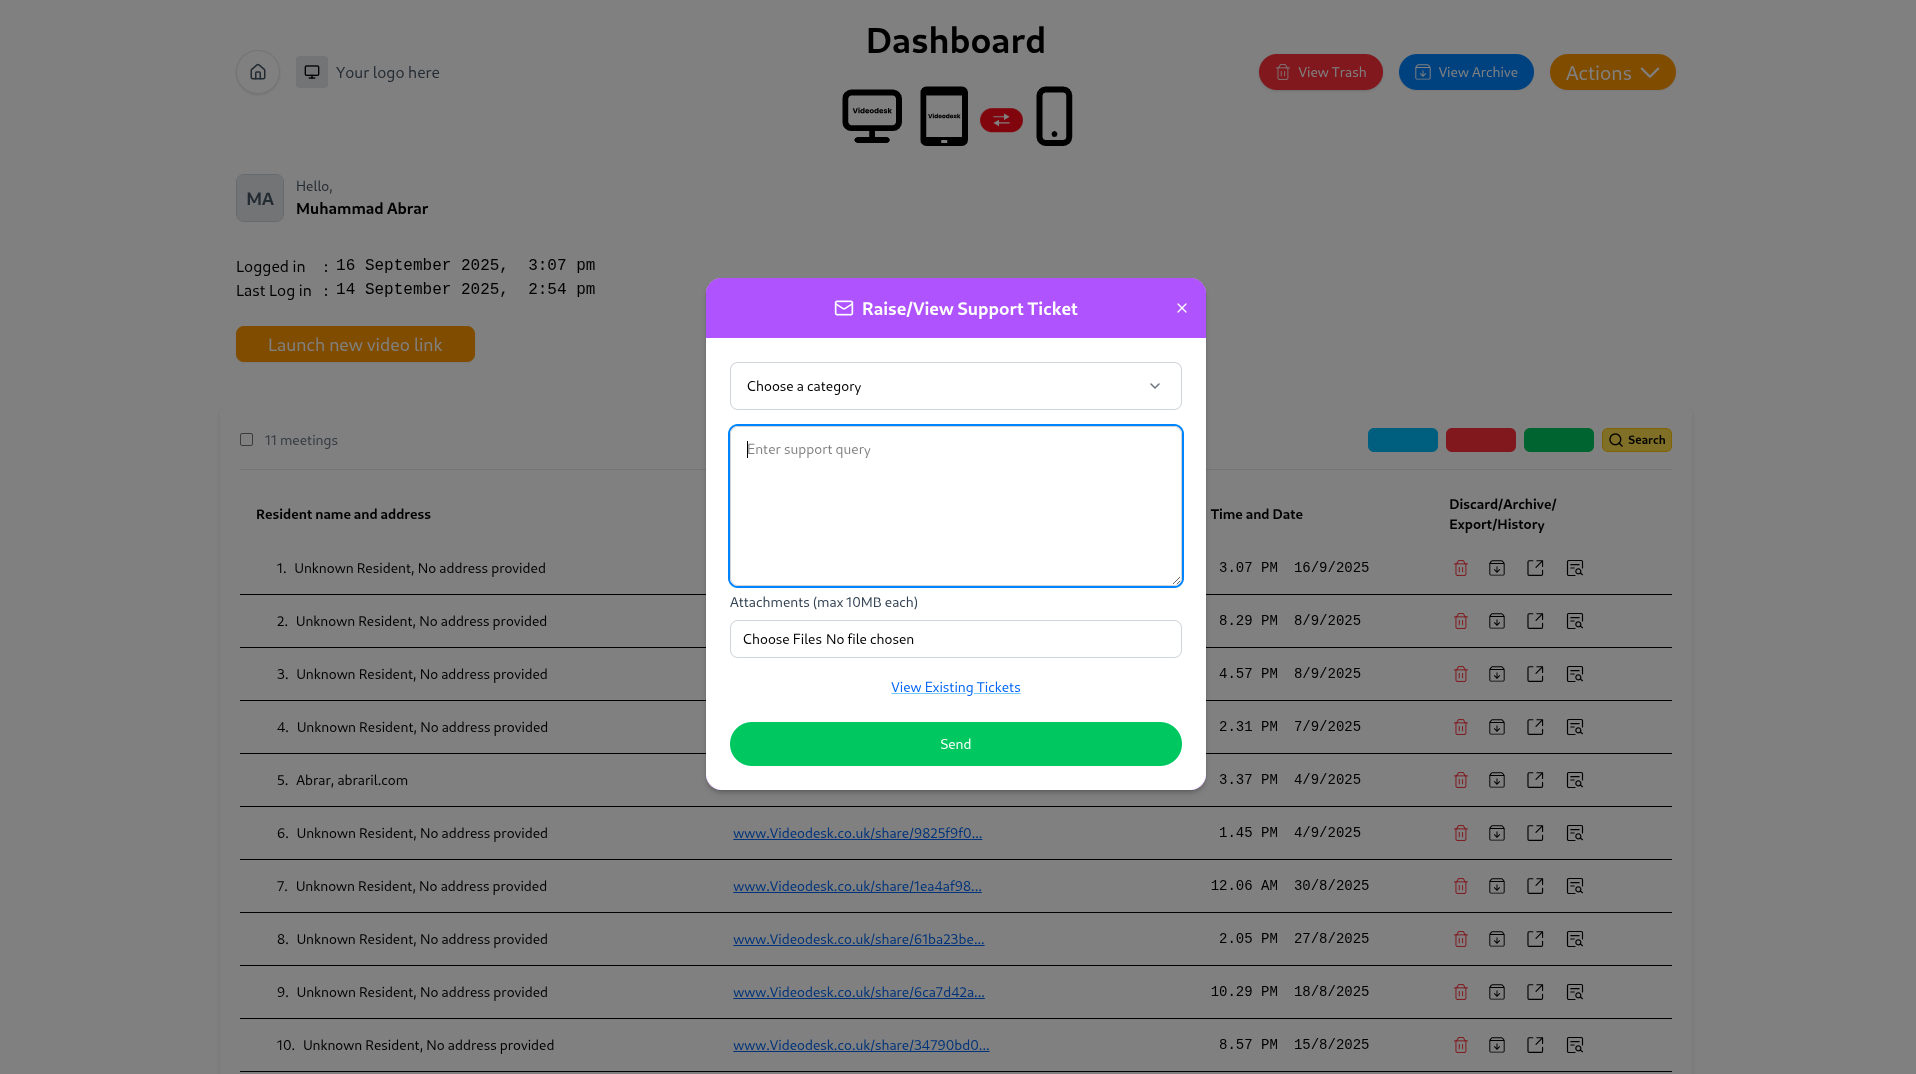 Dashboard
Your logo here
View Trash
View Archive
Actions
Videodesk
Videodesk
MA
Hello,
Muhammad Abrar
Logged in : 16 September 2025, 3:07 pm
Last Log in : 14 September 2025, 2:54 pm
Launch new video link
Raise/View Support Ticket
Choose a category
Enter support query
Attachments (max 10MB each)
Choose Files No file chosen
View Existing Tickets
Send
11 meetings
Search
Resident name and address
Time and Date
Discard/Archive/
Export/History
1. Unknown Resident, No address provided 3.07 PM 16/9/2025
2. Unknown Resident, No address provided 8.29 PM 8/9/2025
3. Unknown Resident, No address provided 4.57 PM 8/9/2025
4. Unknown Resident, No address provided 2.31 PM 7/9/2025
5. Abrar, abraril.com 3.37 PM 4/9/2025
6. Unknown Resident, No address provided www.Videodesk.co.uk/share/9825f9f0... 1.45 PM 4/9/2025
7. Unknown Resident, No address provided www.Videodesk.co.uk/share/1ea4af98... 12.06 AM 30/8/2025
8. Unknown Resident, No address provided www.Videodesk.co.uk/share/61ba23be... 2.05 PM 27/8/2025
9. Unknown Resident, No address provided www.Videodesk.co.uk/share/6ca7d42a... 10.29 PM 18/8/2025
10. Unknown Resident, No address provided www.Videodesk.co.uk/share/34790bd0... 8.57 PM 15/8/2025